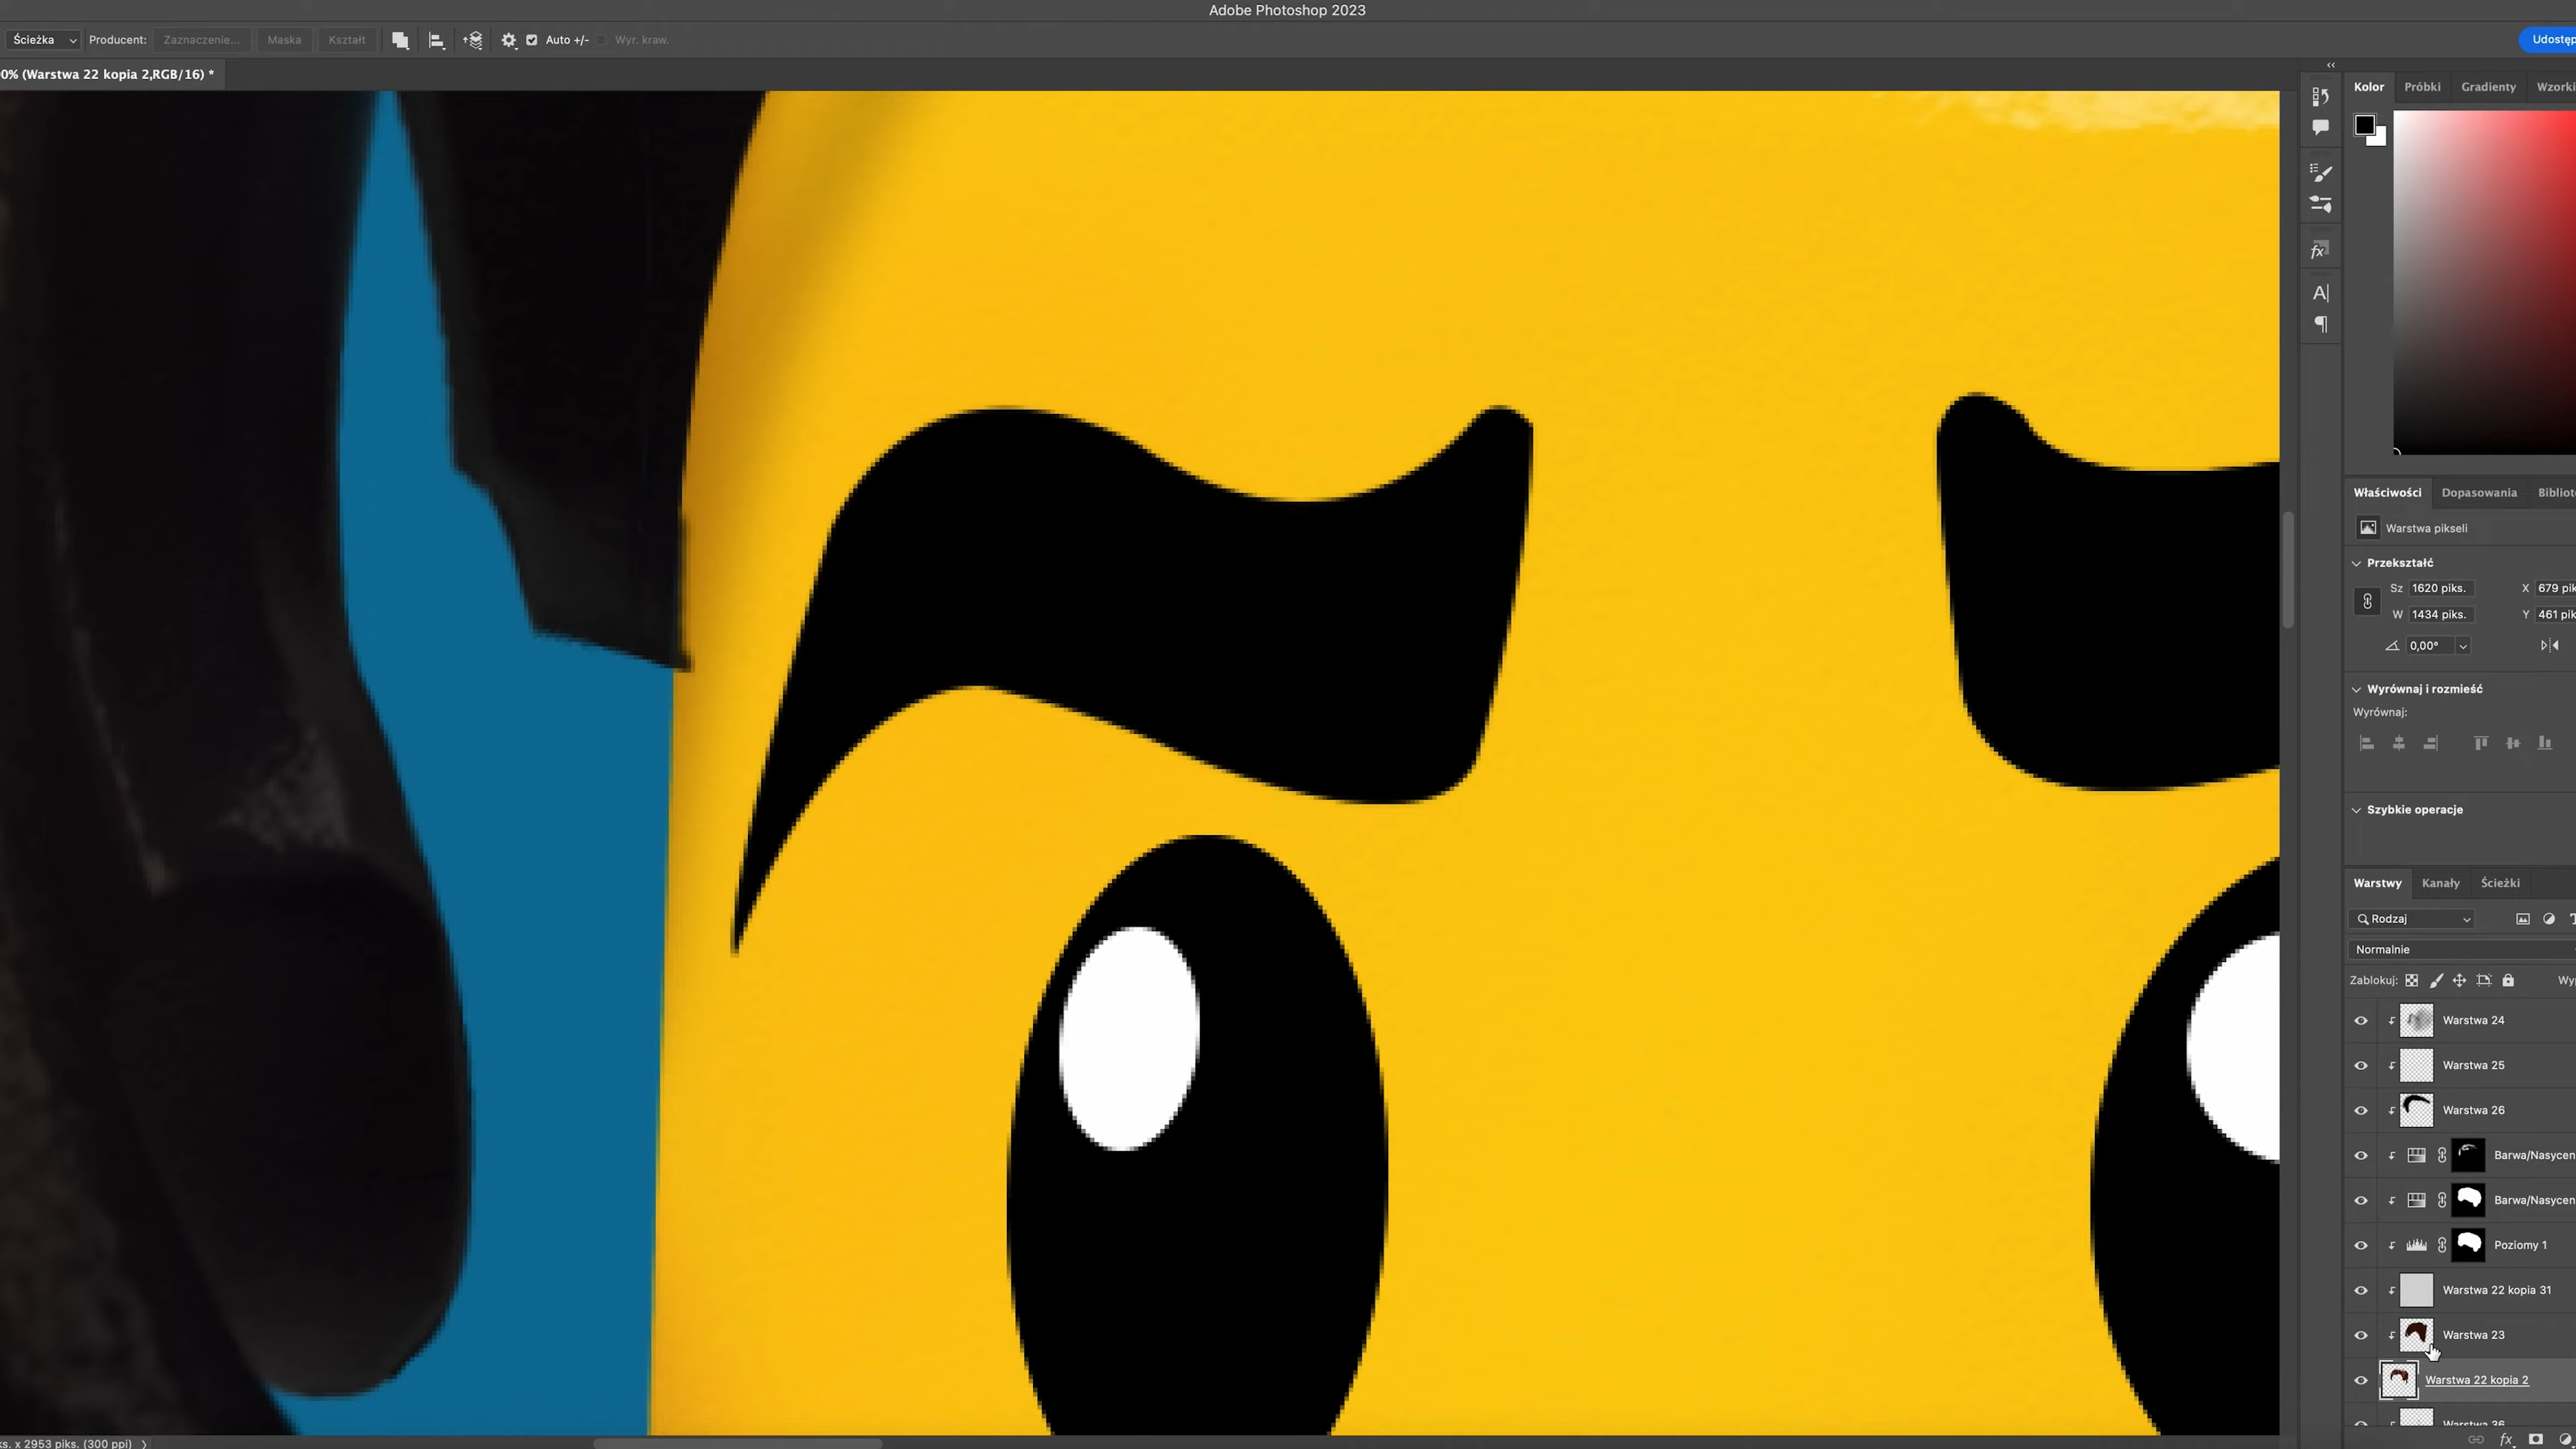 Adobe Photoshop 2023
Ścieżka Producent: Zaznaczenie... Maska Kształt Auto +/- Wyr. kraw.
Udostęp
0% (Warstwa 22 kopia 2,RGB/16) *
Kolor Próbki Gradienty Wzorki
Właściwości Dopasowania Bibliote
Warstwa pikseli
Przekształć
Sz 1620 piks. X 679 pik
W 1434 piks. Y 461 pik
0,00°
Wyrównaj i rozmieść
Wyrównaj:
Szybkie operacje
Warstwy Kanały Ścieżki
Rodzaj
Normalnie
Zablokuj: Wyp
Warstwa 24
Warstwa 25
Warstwa 26
Barwa/Nasycen
Barwa/Nasycen
Poziomy 1
Warstwa 22 kopia 31
Warstwa 23
Warstwa 22 kopia 2
Warstwa 36
ks. x 2953 piks. (300 ppi)
fx